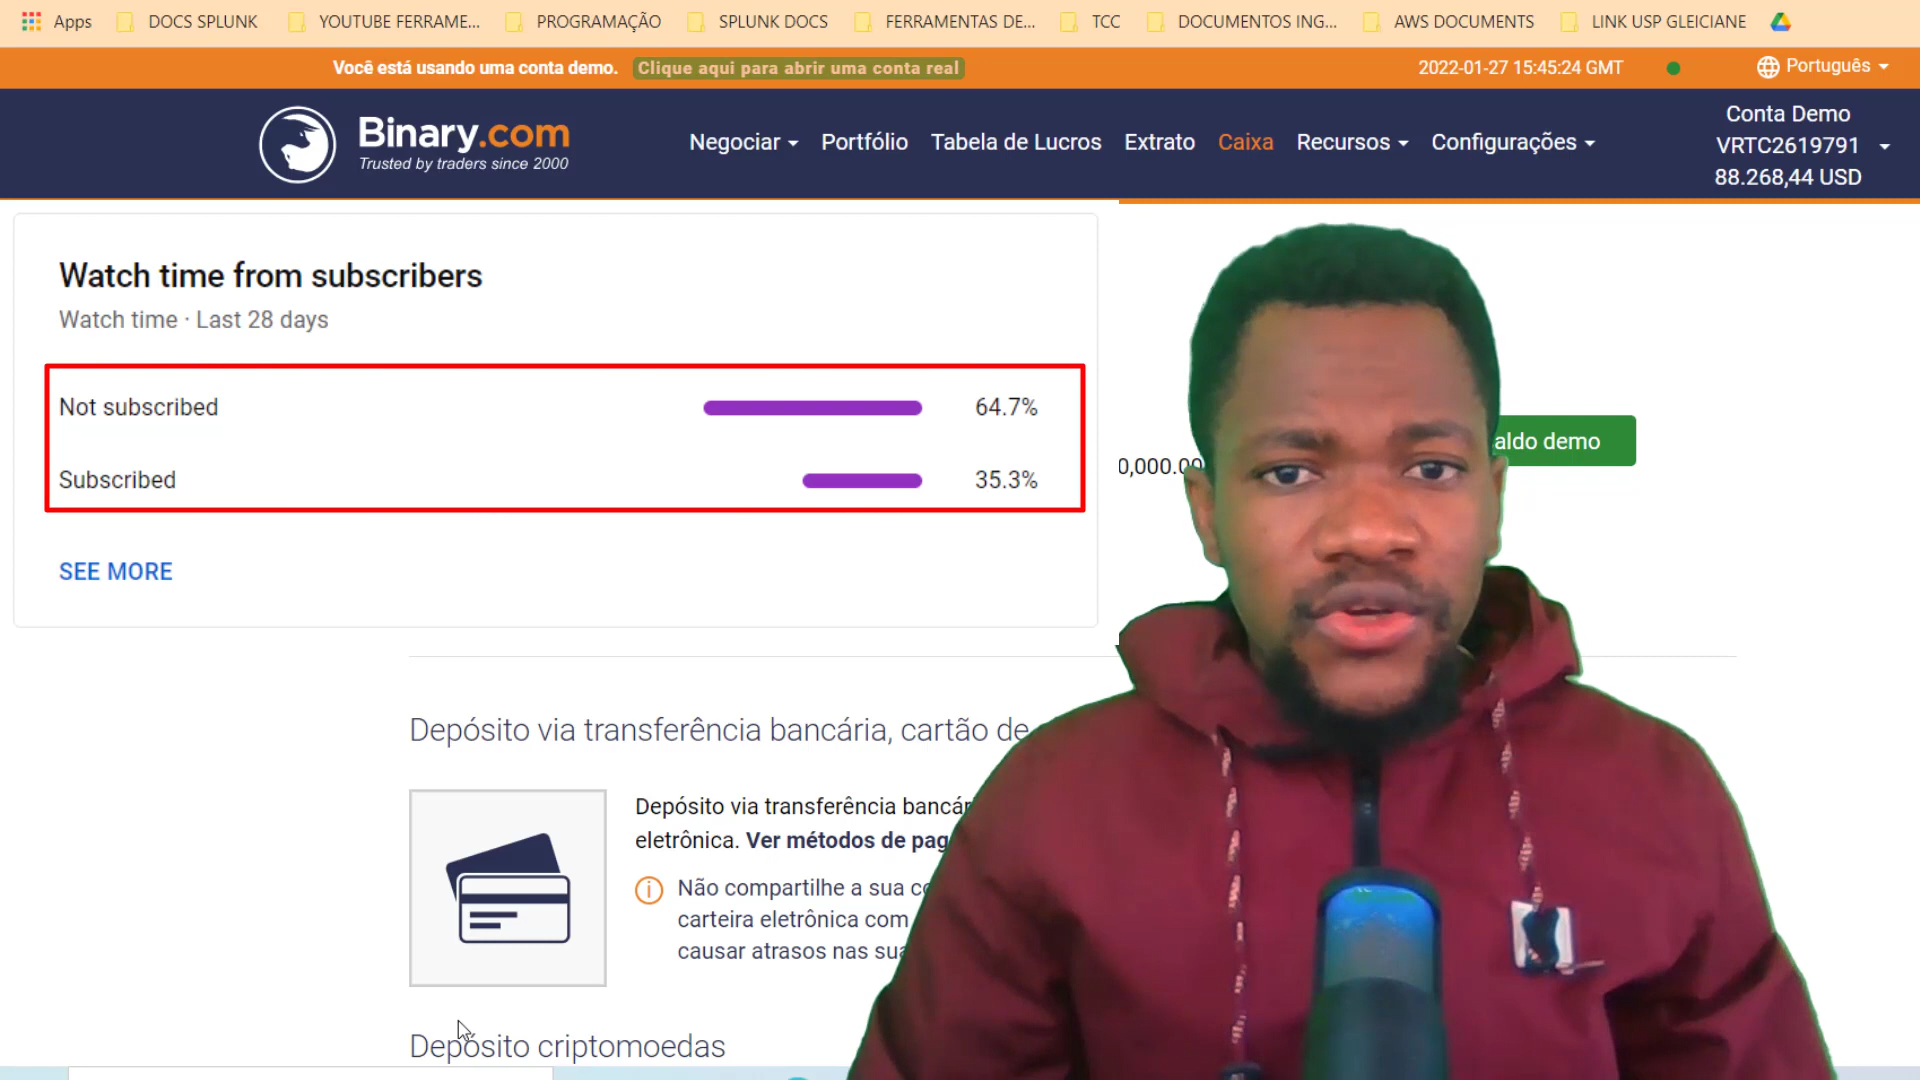 Apps DOCS SPLUNK YOUTUBE FERRAME... PROGRAMAÇÃO SPLUNK DOCS FERRAMENTAS DE... TCC DOCUMENTOS ING... AWS DOCUMENTS LINK USP GLEICIANE
Você está usando uma conta demo. Clique aqui para abrir uma conta real 2022-01-27 15:45:24 GMT Português
Binary.com
Trusted by traders since 2000
Negociar Portfólio Tabela de Lucros Extrato Caixa Recursos Configurações
Conta Demo
VRTC2619791
88.268,44 USD
Watch time from subscribers
Watch time · Last 28 days
Not subscribed 64.7%
Subscribed 35.3%
SEE MORE
aldo demo
0,000.00
Depósito via transferência bancária, cartão de
Depósito via transferência bancár
eletrônica. Ver métodos de pag
Não compartilhe a sua co
carteira eletrônica com
causar atrasos nas sua
Depósito criptomoedas